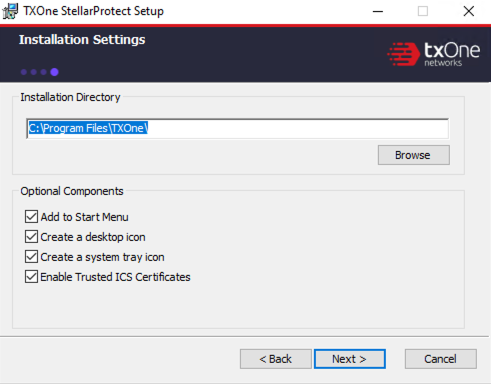 TXOne StellarProtect Setup
Installation Settings
txOne
networks
Installation Directory
C:\Program Files\TXOne\
Browse
Optional Components
Add to Start Menu
Create a desktop icon
Create a system tray icon
Enable Trusted ICS Certificates
< Back
Next >
Cancel